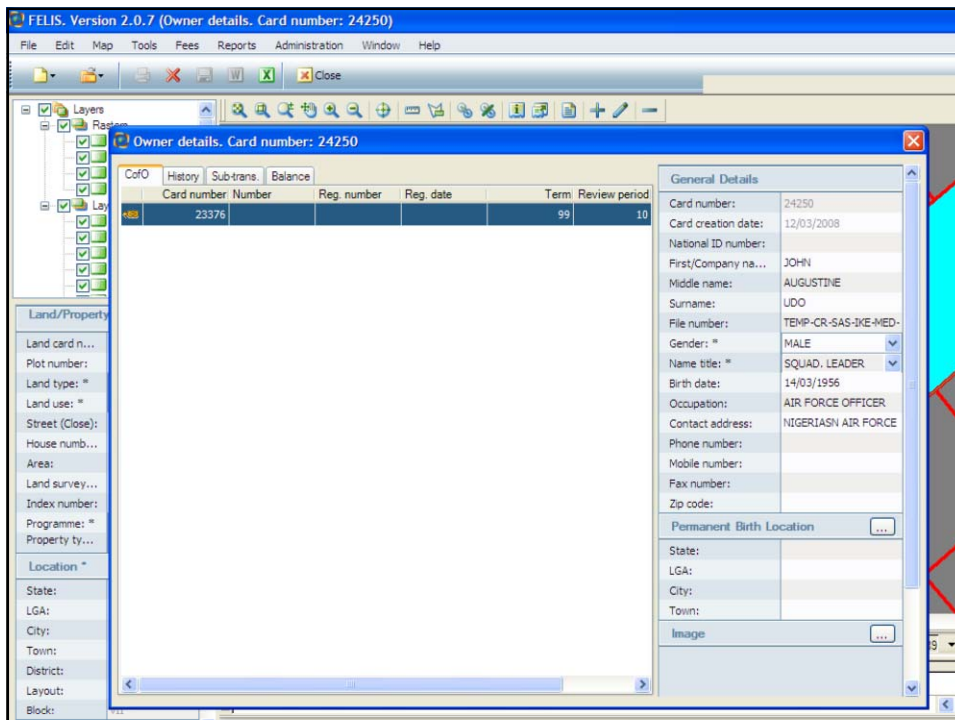 FELIS. Version 2.0.7 (Owner details. Card number: 24250)
File Edit Map Tools Fees Reports Administration Window Help
Close
Layers
Owner details. Card number: 24250
CofO History Sub-trans. Balance
Card number Number Reg. number Reg. date Term Review period
23376 99 10
General Details
Card number: 24250
Card creation date: 12/03/2008
National ID number:
First/Company na... JOHN
Middle name: AUGUSTINE
Surname: UDO
File number: TEMP-CR-SAS-IKE-MED-
Gender: * MALE
Name title: * SQUAD. LEADER
Birth date: 14/03/1956
Occupation: AIR FORCE OFFICER
Contact address: NIGERIASN AIR FORCE
Phone number:
Mobile number:
Fax number:
Zip code:
Permanent Birth Location ...
State:
LGA:
City:
Town:
Image ...
Land/Property
Land card n...
Plot number:
Land type: *
Land use: *
Street (Close):
House numb...
Area:
Land survey...
Index number:
Programme: *
Property ty...
Location *
State:
LGA:
City:
Town:
District:
Layout:
Block: